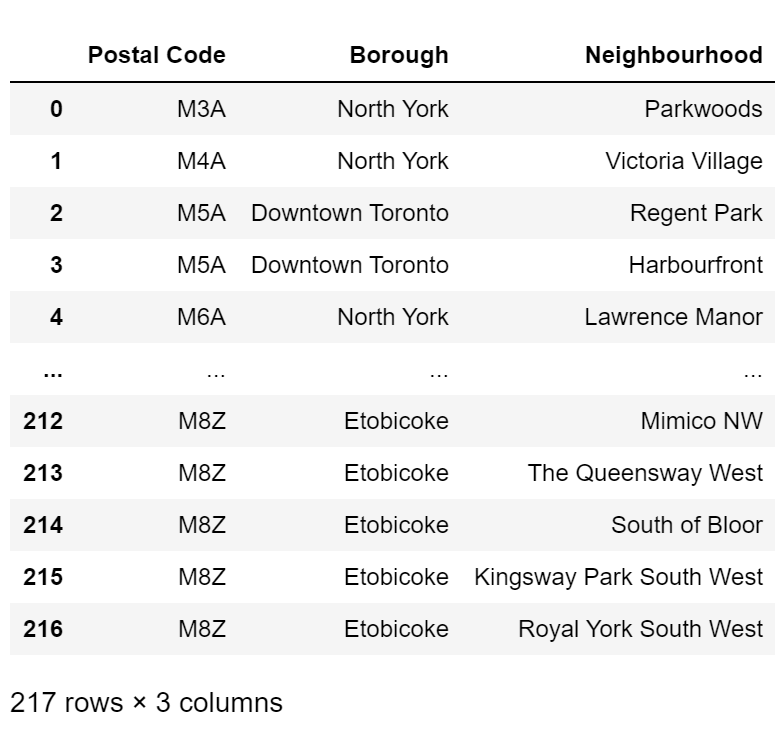 Postal Code Borough Neighbourhood
0 M3A North York Parkwoods
1 M4A North York Victoria Village
2 M5A Downtown Toronto Regent Park
3 M5A Downtown Toronto Harbourfront
4 M6A North York Lawrence Manor
... ... ... ...
212 M8Z Etobicoke Mimico NW
213 M8Z Etobicoke The Queensway West
214 M8Z Etobicoke South of Bloor
215 M8Z Etobicoke Kingsway Park South West
216 M8Z Etobicoke Royal York South West
217 rows × 3 columns